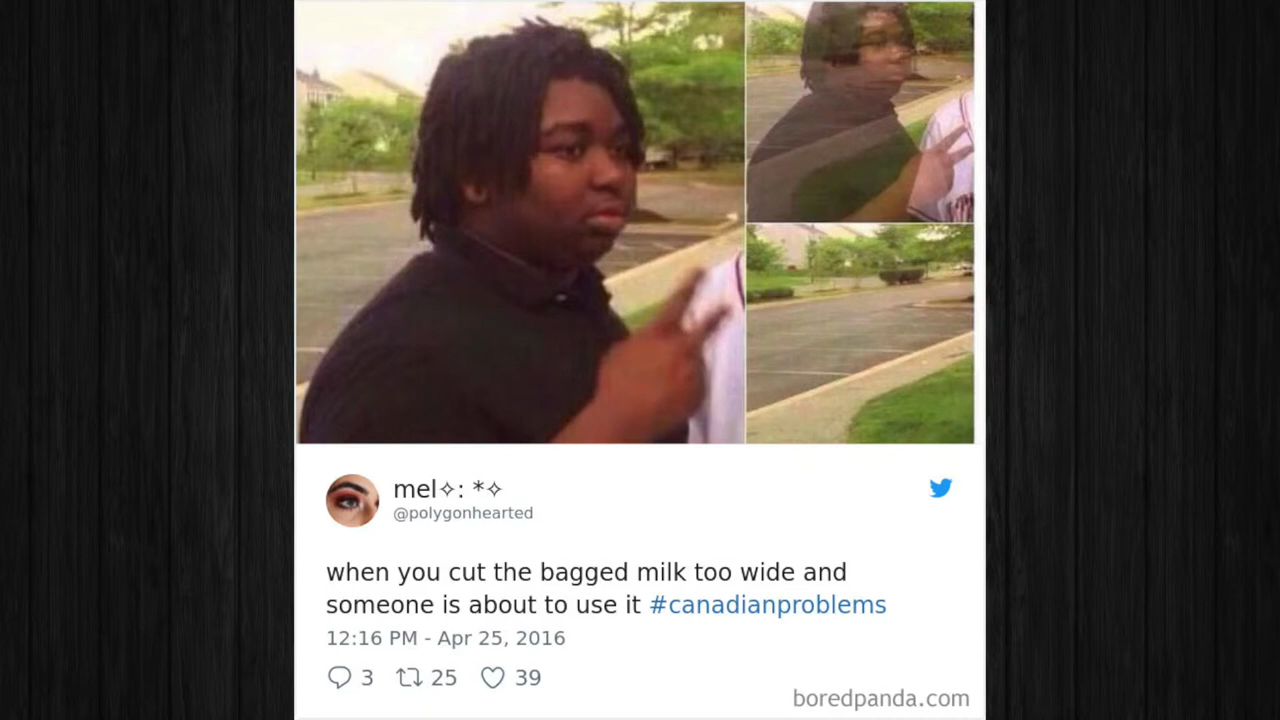 mel✧: *✧
@polygonhearted
when you cut the bagged milk too wide and
someone is about to use it #canadianproblems
12:16 PM - Apr 25, 2016
3 25 39
boredpanda.com